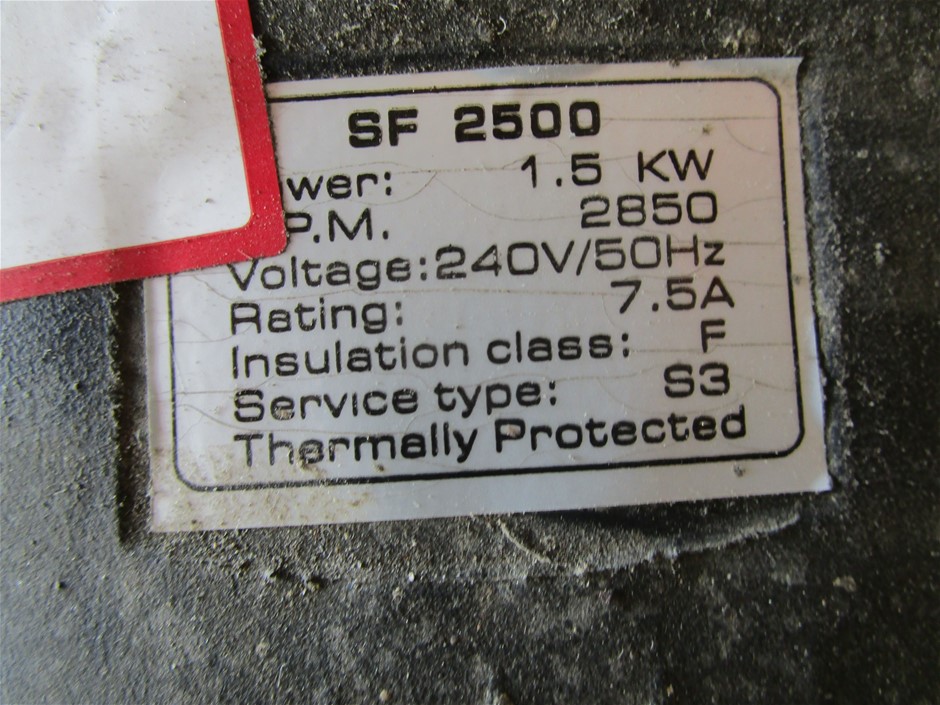 SF 2500
wer: 1.5 KW
P.M. 2850
Voltage:240V/50Hz
Rating: 7.5A
Insulation class: F
Service type: S3
Thermally Protected